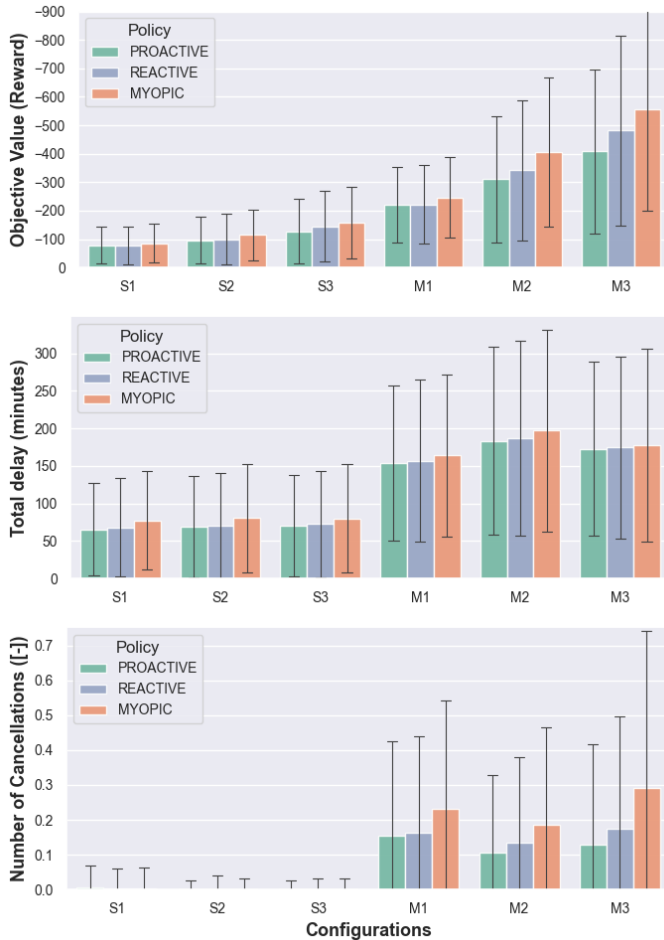 Objective Value (Reward)
−900
−800
−700
−600
−500
−400
−300
−200
−100
0
Policy
PROACTIVE
REACTIVE
MYOPIC
S1 S2 S3 M1 M2 M3
Total delay (minutes)
300
250
200
150
100
50
0
Policy
PROACTIVE
REACTIVE
MYOPIC
S1 S2 S3 M1 M2 M3
Number of Cancellations ([-])
0.7
0.6
0.5
0.4
0.3
0.2
0.1
0.0
Policy
PROACTIVE
REACTIVE
MYOPIC
S1 S2 S3 M1 M2 M3
Configurations